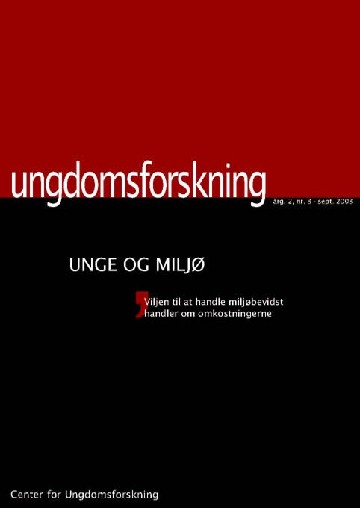 ungdomsforskning
årg. 2, nr. 3 - sept. 2003
UNGE OG MILJØ
Viljen til at handle miljøbevidst
handler om omkostningerne
Center for Ungdomsforskning